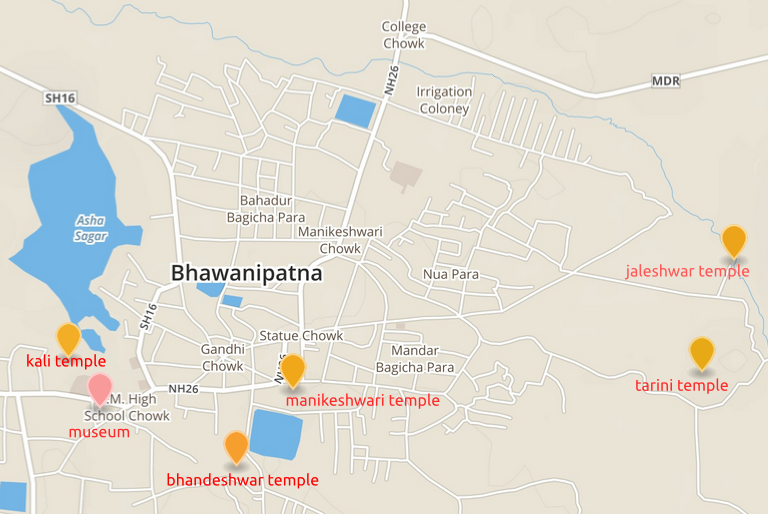 College
Chowk
NH26
MDR
SH16
Irrigation
Coloney
Asha
Sagar
Bahadur
Bagicha Para
Manikeshwari
Chowk
jaleshwar temple
Bhawanipatna
Nua Para
SH16
Statue Chowk
Gandhi
Chowk
Mandar
Bagicha Para
kali temple
tarini temple
NH26
manikeshwari temple
.M. High
School Chowk
museum
bhandeshwar temple